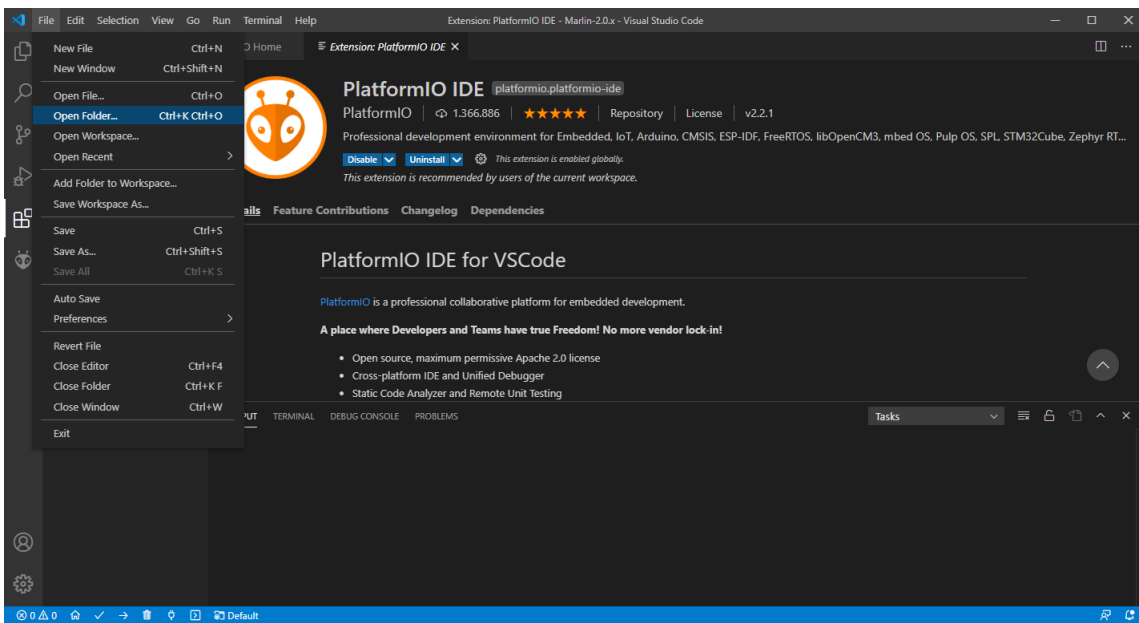 File Edit Selection View Go Run Terminal Help Extension: PlatformIO IDE - Marlin-2.0.x - Visual Studio Code
New File Ctrl+N
New Window Ctrl+Shift+N
Open File... Ctrl+O
Open Folder... Ctrl+K Ctrl+O
Open Workspace...
Open Recent
Add Folder to Workspace...
Save Workspace As...
Save Ctrl+S
Save As... Ctrl+Shift+S
Save All Ctrl+K S
Auto Save
Preferences
Revert File
Close Editor Ctrl+F4
Close Folder Ctrl+K F
Close Window Ctrl+W
Exit
O Home Extension: PlatformIO IDE
PlatformIO IDE platformio.platformio-ide
PlatformIO 1.366.886 Repository License v2.2.1
Professional development environment for Embedded, IoT, Arduino, CMSIS, ESP-IDF, FreeRTOS, libOpenCM3, mbed OS, Pulp OS, SPL, STM32Cube, Zephyr RT...
Disable Uninstall This extension is enabled globally.
This extension is recommended by users of the current workspace.
ails Feature Contributions Changelog Dependencies
PlatformIO IDE for VSCode
PlatformIO is a professional collaborative platform for embedded development.
A place where Developers and Teams have true Freedom! No more vendor lock-in!
• Open source, maximum permissive Apache 2.0 license
• Cross-platform IDE and Unified Debugger
• Static Code Analyzer and Remote Unit Testing
PUT TERMINAL DEBUG CONSOLE PROBLEMS Tasks
0 0 Default